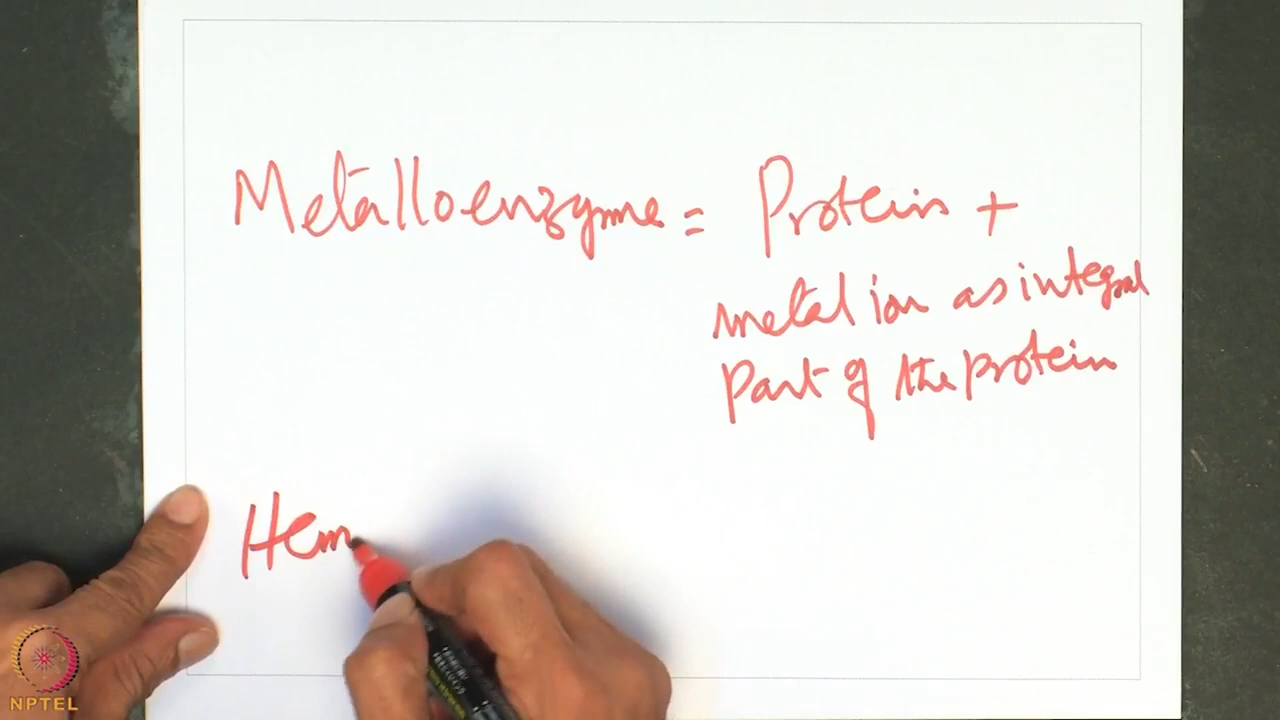 Metalloenzyme = Protein +
metal ion as integral
part of the protein
Hem
NPTEL